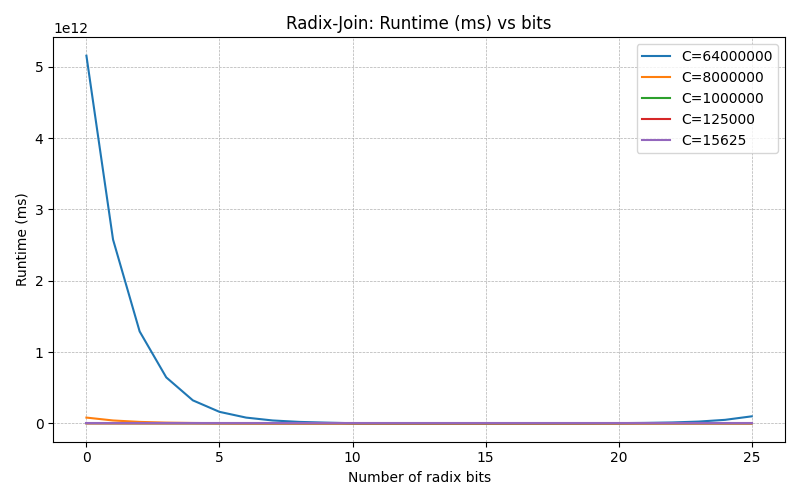 Radix-Join: Runtime (ms) vs bits
1e12
5
4
3
2
1
0
Runtime (ms)
C=64000000
C=8000000
C=1000000
C=125000
C=15625
0 5 10 15 20 25
Number of radix bits